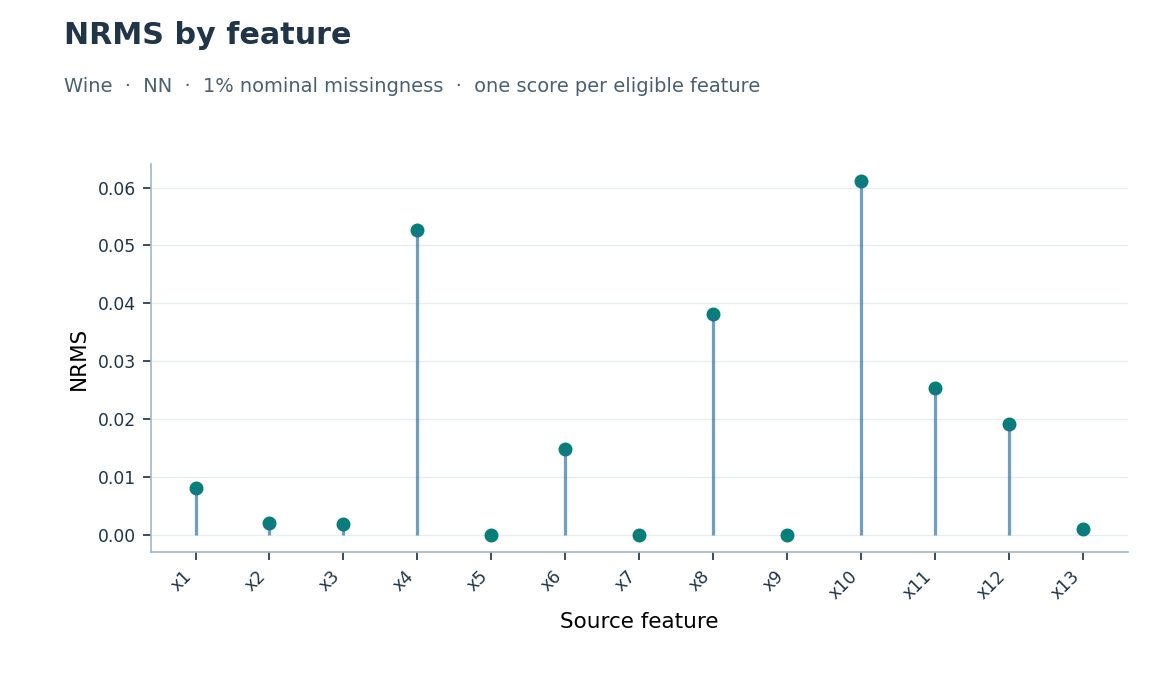 NRMS by feature
Wine · NN · 1% nominal missingness · one score per eligible feature
0.06
0.05
0.04
0.03
0.02
0.01
0.00
NRMS
x1 x2 x3 x4 x5 x6 x7 x8 x9 x10 x11 x12 x13
Source feature